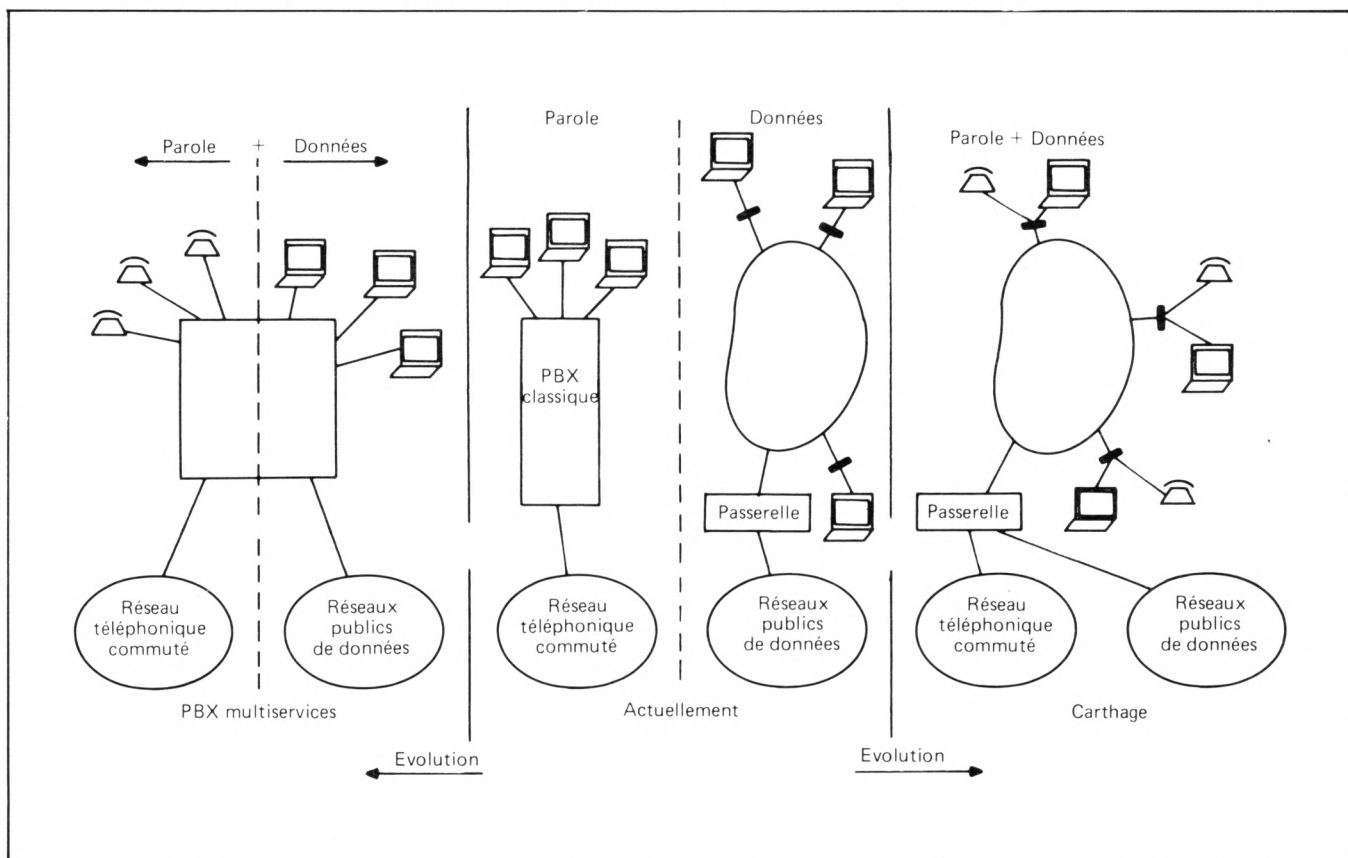 Parole + Données
PBX multiservices
Réseau
téléphonique
commuté
Réseaux
publics
de données
Parole
Données
PBX
classique
Passerelle
Réseau
téléphonique
commuté
Réseaux
publics
de données
Actuellement
Parole + Données
Passerelle
Réseau
téléphonique
commuté
Réseaux
publics
de données
Carthage
Evolution
Evolution